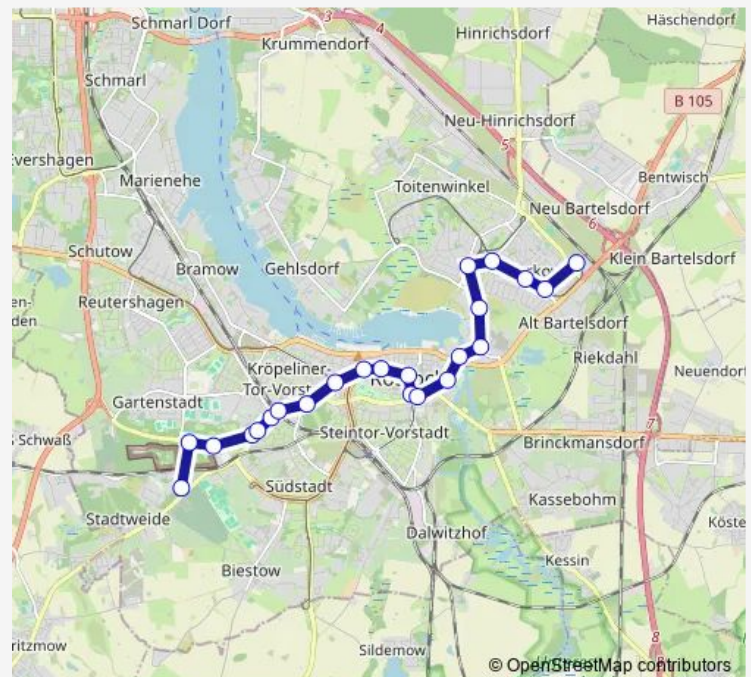 Schmarl Dorf
3
4
Krummendorf
Hinrichsdorf
Häschendorf
Schmarl
B 105
Neu-Hinrichsdorf
5
Evershagen
Marienehe
Toitenwinkel
Bentwisch
Neu Bartelsdorf
6
Schutow
Bramow
Gehlsdorf
Klein Bartelsdorf
Reutershagen
Alt Bartelsdorf
Riekdahl
Kröpeliner-
Tor-Vorst
Neuendorf
Gartenstadt
Schwaß
7
Steintor-Vorstadt
Brinckmansdorf
Südstadt
Kassebohm
Stadtweide
Dalwitzhof
Kessin
Biestow
8
Sildemow
© OpenStreetMap contributors